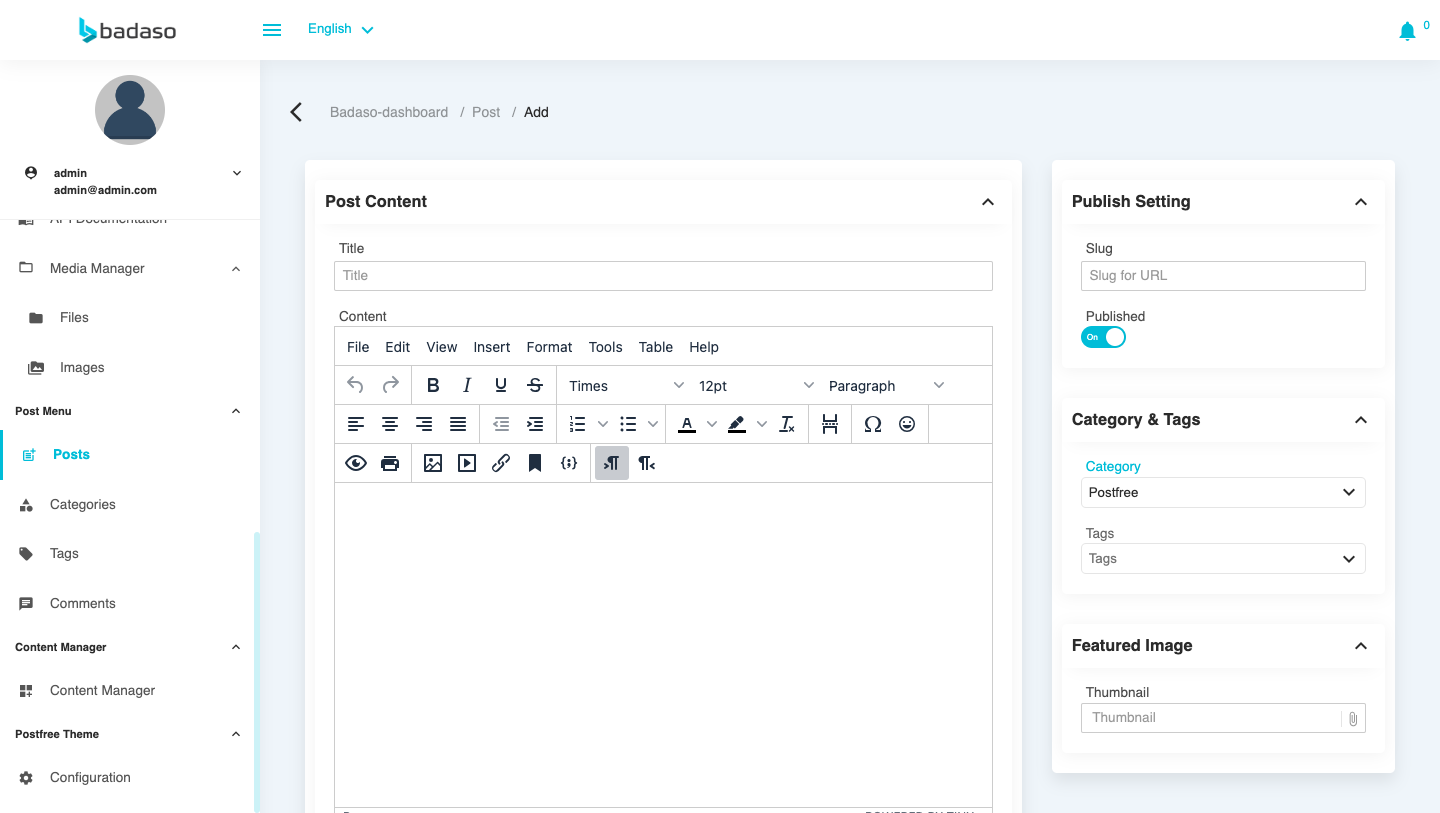 badaso
English
0
admin
admin@admin.com
API Documentation
Media Manager
Files
Images
Post Menu
Posts
Categories
Tags
Comments
Content Manager
Content Manager
Postfree Theme
Configuration
Badaso-dashboard / Post / Add
Post Content
Title
Title
Content
File Edit View Insert Format Tools Table Help
Times 12pt Paragraph
Publish Setting
Slug
Slug for URL
Published
On
Category & Tags
Category
Postfree
Tags
Tags
Featured Image
Thumbnail
Thumbnail